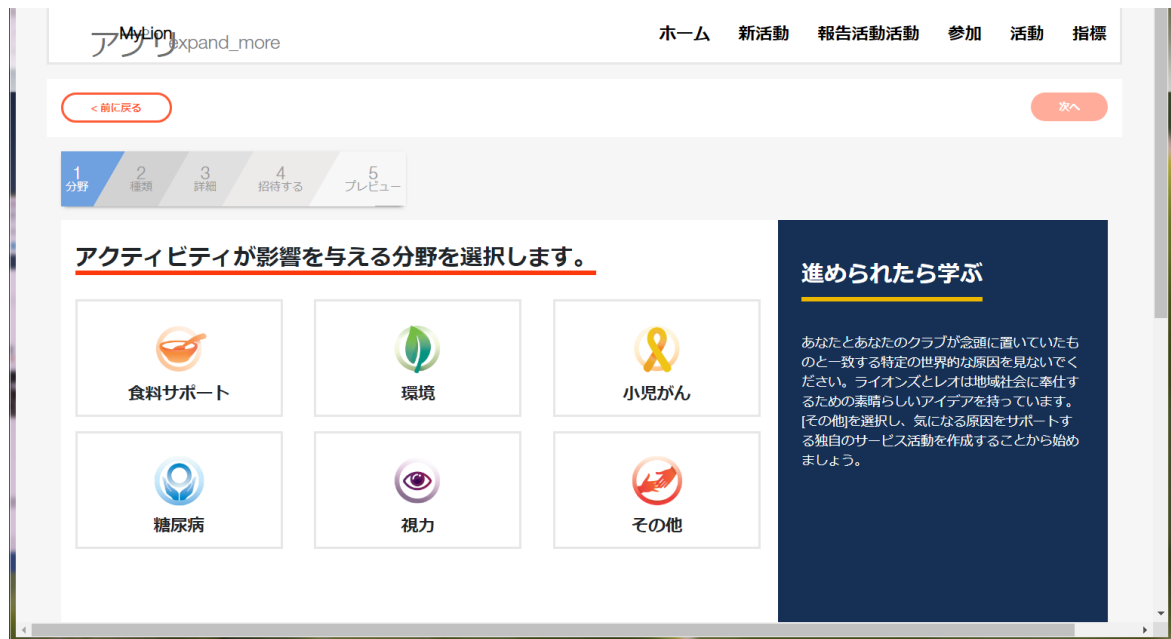 MyLion
アプリexpand_more
ホーム 新活動 報告活動活動 参加 活動 指標
< 前に戻る
次へ
1 2 3 4 5
分野 種類 詳細 招待する プレビュー
アクティビティが影響を与える分野を選択します。
食料サポート 環境 小児がん
糖尿病 視力 その他
進められたら学ぶ
あなたとあなたのクラブが念頭に置いていたも
のと一致する特定の世界的な原因を見ないでく
ださい。ライオンズとレオは地域社会に奉仕す
るための素晴らしいアイデアを持っています。
[その他]を選択し、気になる原因をサポートす
る独自のサービス活動を作成することから始め
ましょう。